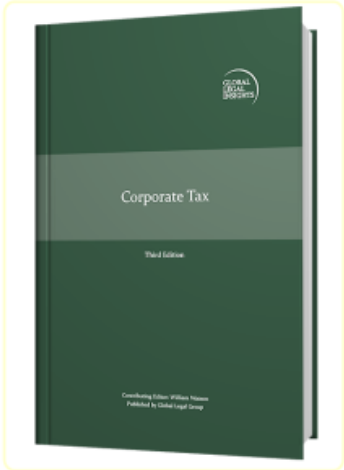 GLOBAL
LEGAL
INSIGHTS
Corporate Tax
Third Edition
Contributing Editor: William Watson
Published by Global Legal Group